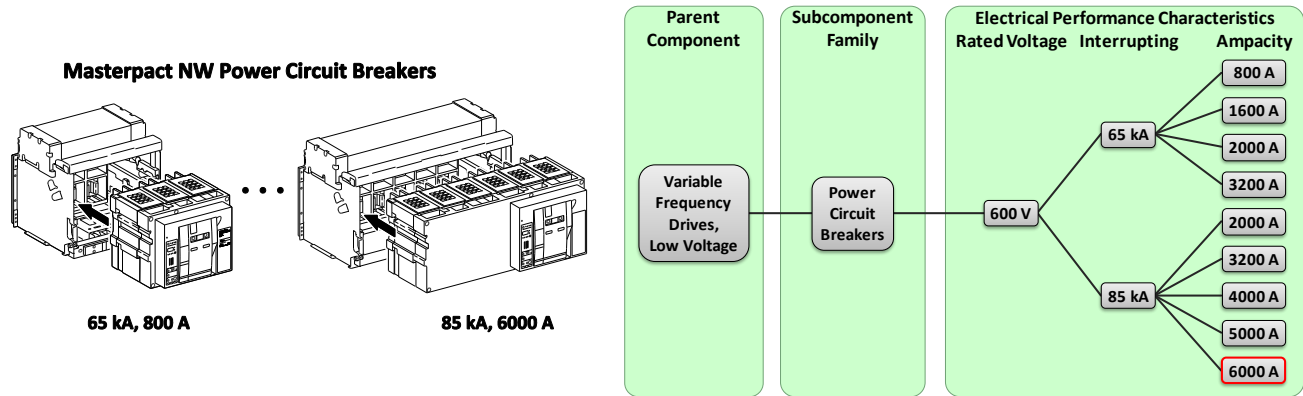 Masterpact NW Power Circuit Breakers
65 kA, 800 A
85 kA, 6000 A
Parent
Component
Subcomponent
Family
Electrical Performance Characteristics
Rated Voltage
Interrupting
Ampacity
Variable
Frequency
Drives,
Low Voltage
Power
Circuit
Breakers
600 V
65 kA
800 A
1600 A
2000 A
3200 A
85 kA
2000 A
3200 A
4000 A
5000 A
6000 A